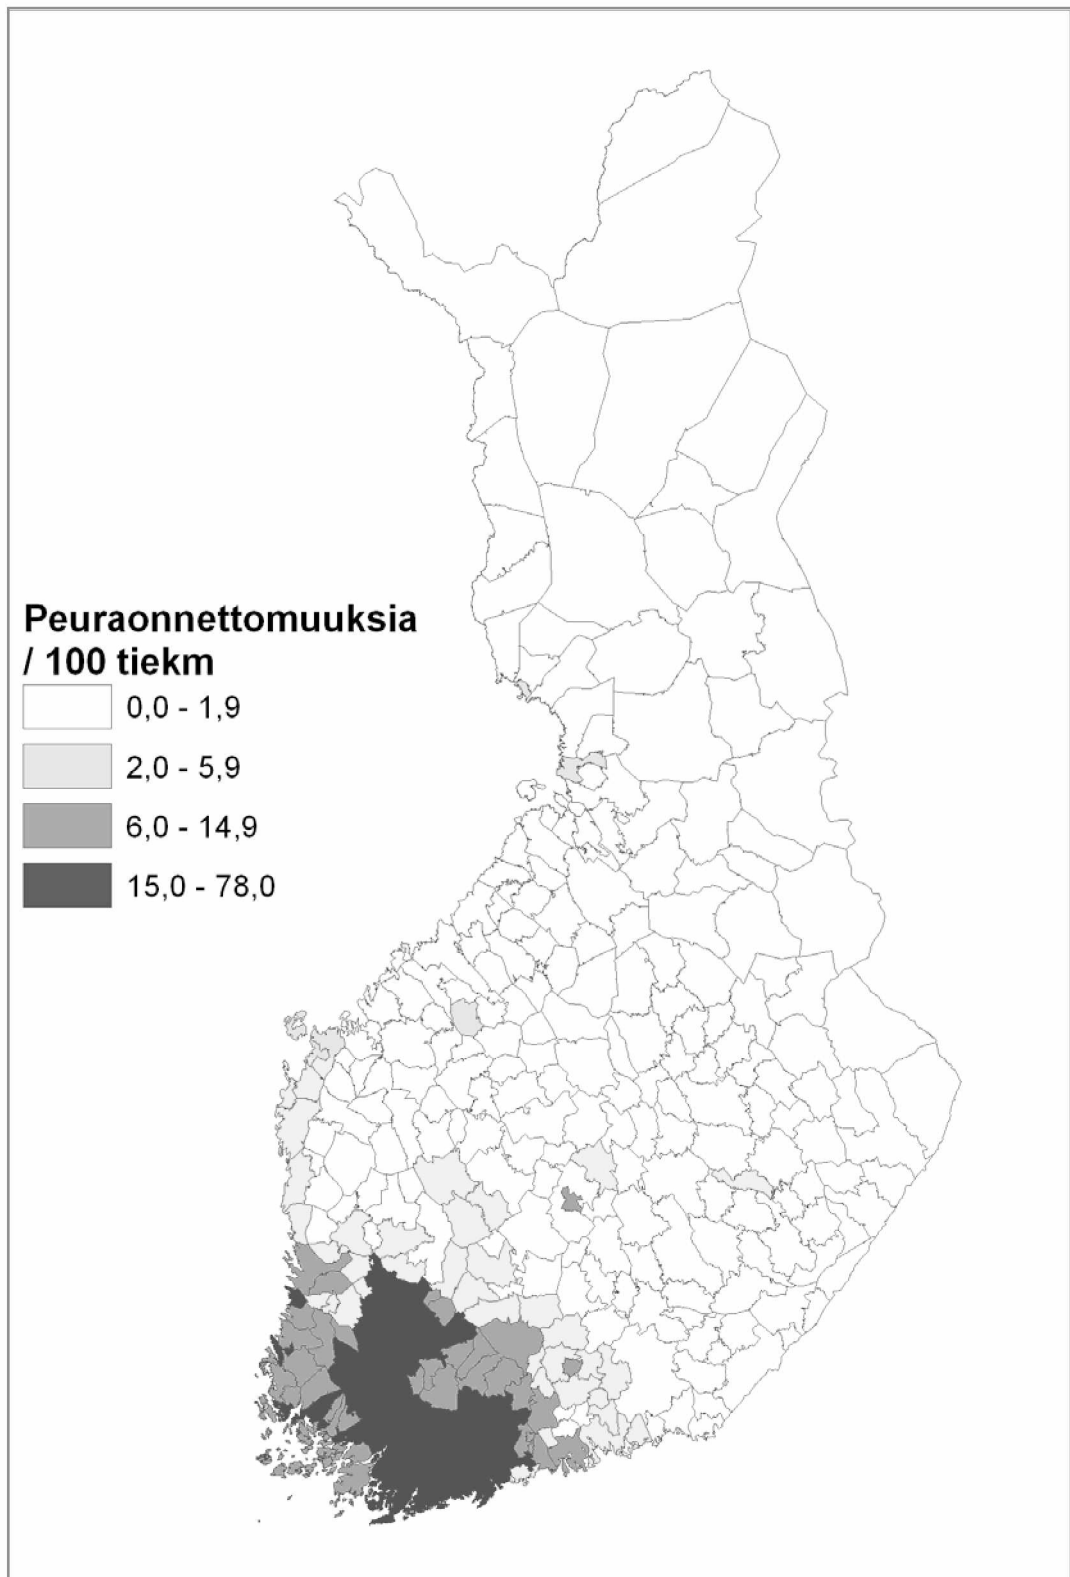 Peuraonnettomuuksia
/ 100 tiekm
0,0 - 1,9
2,0 - 5,9
6,0 - 14,9
15,0 - 78,0